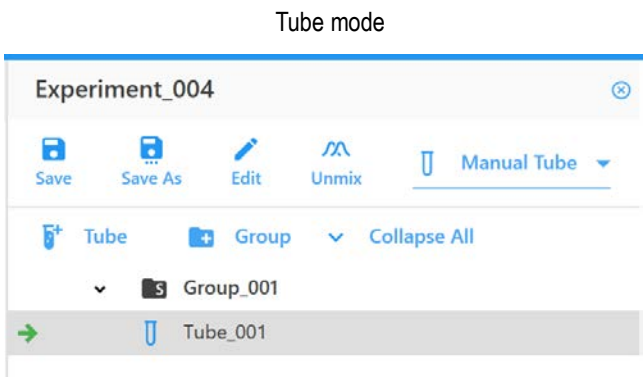 Tube mode
Experiment_004
Save Save As Edit Unmix Manual Tube
Tube Group Collapse All
S Group_001
Tube_001